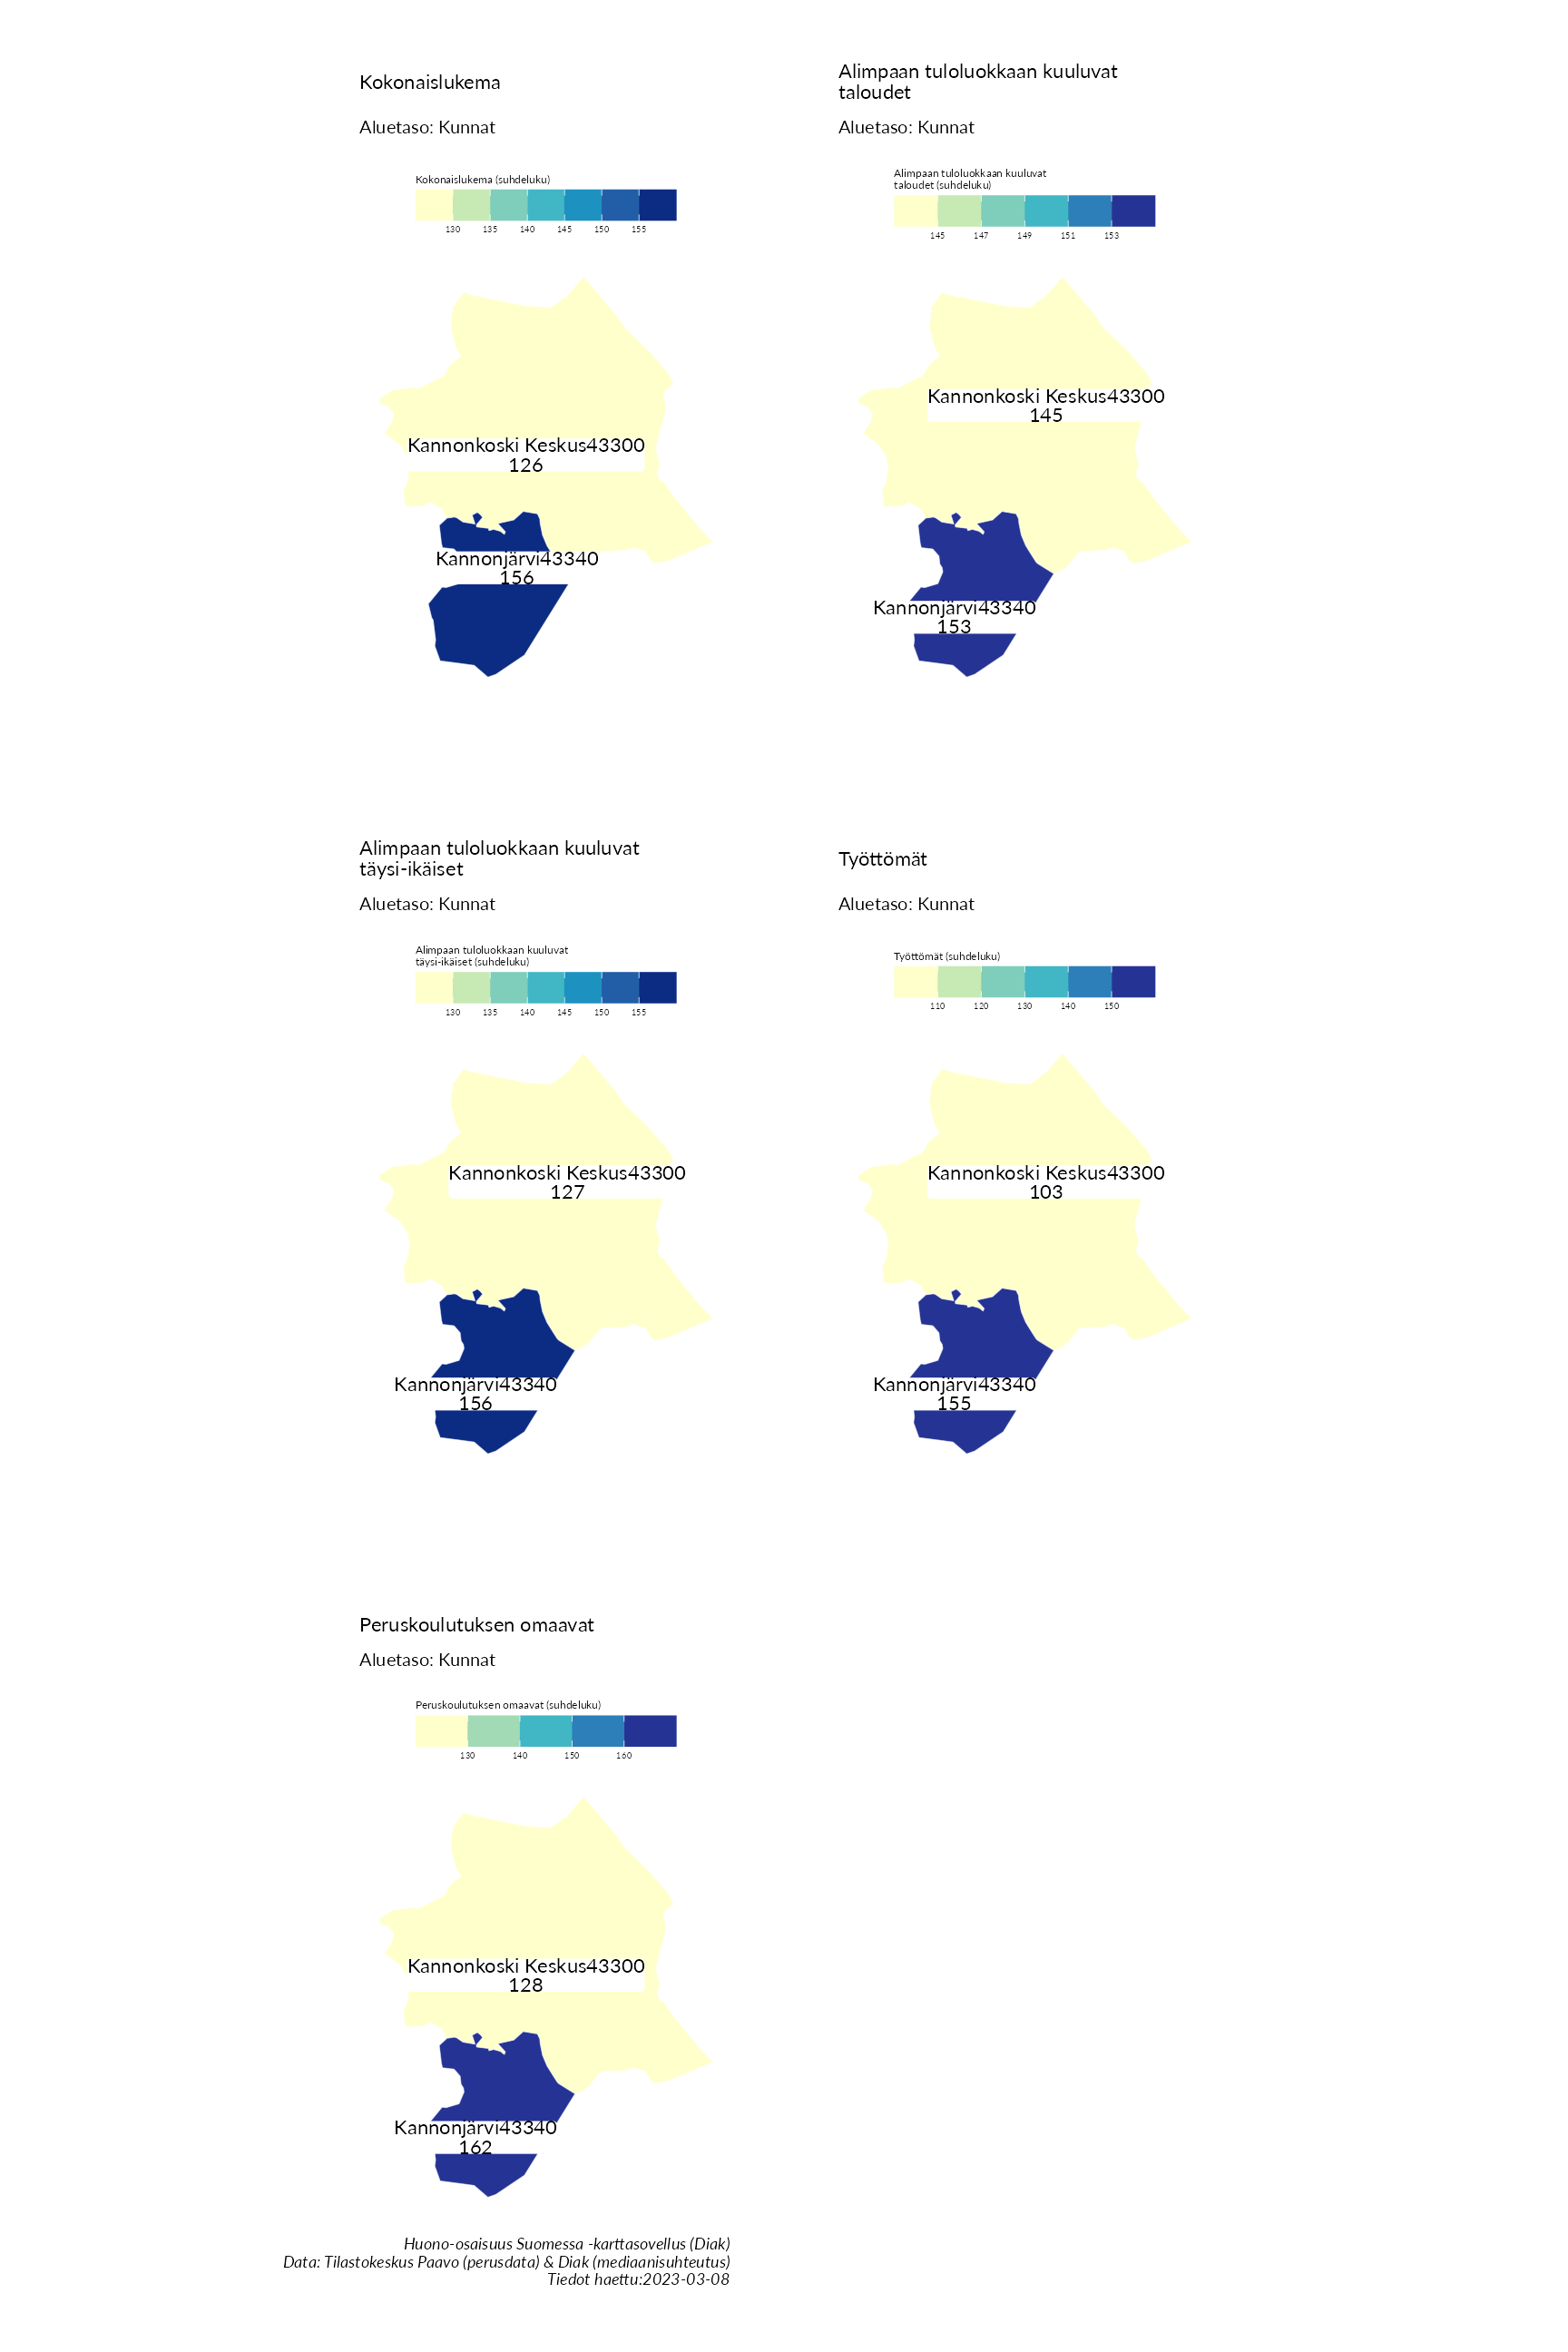 Kokonaislukema
Aluetaso: Kunnat
Kokonaislukema (suhdeluku)
130 135 140 145 150 155
Kannonkoski Keskus43300
126
Kannonjärvi43340
156
Alimpaan tuloluokkaan kuuluvat
taloudet
Aluetaso: Kunnat
Alimpaan tuloluokkaan kuuluvat
taloudet (suhdeluku)
145 147 149 151 153
Kannonkoski Keskus43300
145
Kannonjärvi43340
153
Alimpaan tuloluokkaan kuuluvat
täysi-ikäiset
Aluetaso: Kunnat
Alimpaan tuloluokkaan kuuluvat
täysi-ikäiset (suhdeluku)
130 135 140 145 150 155
Kannonkoski Keskus43300
127
Kannonjärvi43340
156
Työttömät
Aluetaso: Kunnat
Työttömät (suhdeluku)
110 120 130 140 150
Kannonkoski Keskus43300
103
Kannonjärvi43340
155
Peruskoulutuksen omaavat
Aluetaso: Kunnat
Peruskoulutuksen omaavat (suhdeluku)
130 140 150 160
Kannonkoski Keskus43300
128
Kannonjärvi43340
162
Huono-osaisuus Suomessa -karttasovellus (Diak)
Data: Tilastokeskus Paavo (perusdata) & Diak (mediaanisuhteutus)
Tiedot haettu:2023-03-08